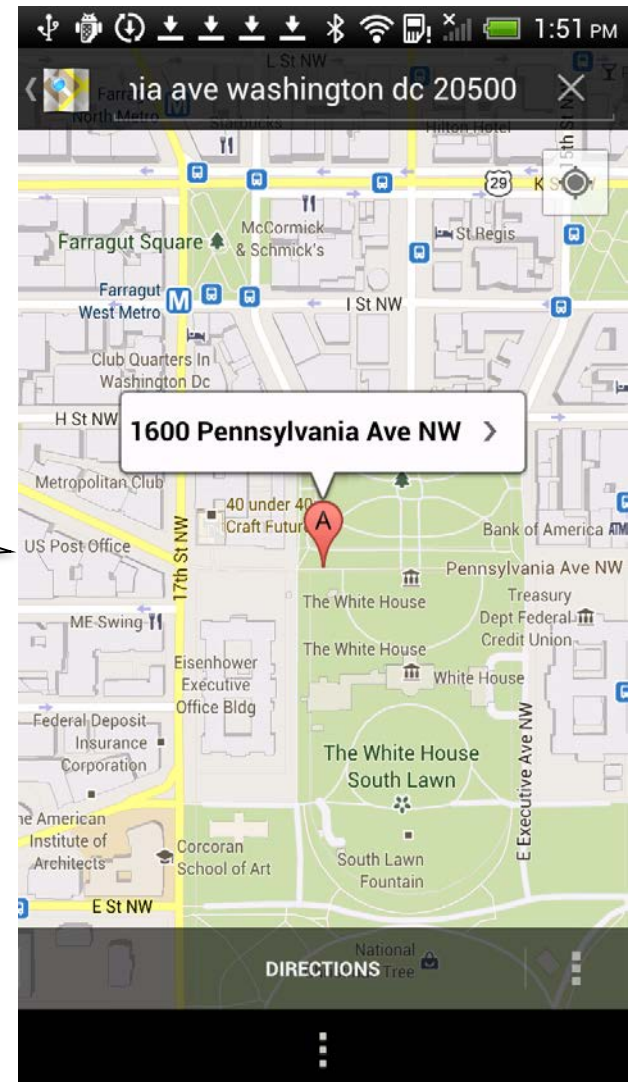 1:51 PM
L St NW
nia ave washington dc 20500
Farragut
North Metro
Starbucks
Hilton Hotel
15th St N
29
K S
Farragut Square
McCormick
& Schmick's
St Regis
Farragut
West Metro
M
I St NW
Club Quarters In
Washington Dc
H St NW
1600 Pennsylvania Ave NW
Metropolitan Club
40 under 40
Craft Futur
A
Bank of America ATM
US Post Office
17th St NW
Pennsylvania Ave NW
The White House
Treasury
Dept Federal
Credit Union
ME Swing
The White House
Eisenhower
Executive
Office Bldg
White House
Federal Deposit
Insurance
Corporation
The White House
South Lawn
E Executive Ave NW
he American
Institute of
Architects
Corcoran
School of Art
South Lawn
Fountain
E St NW
National
Tree
DIRECTIONS